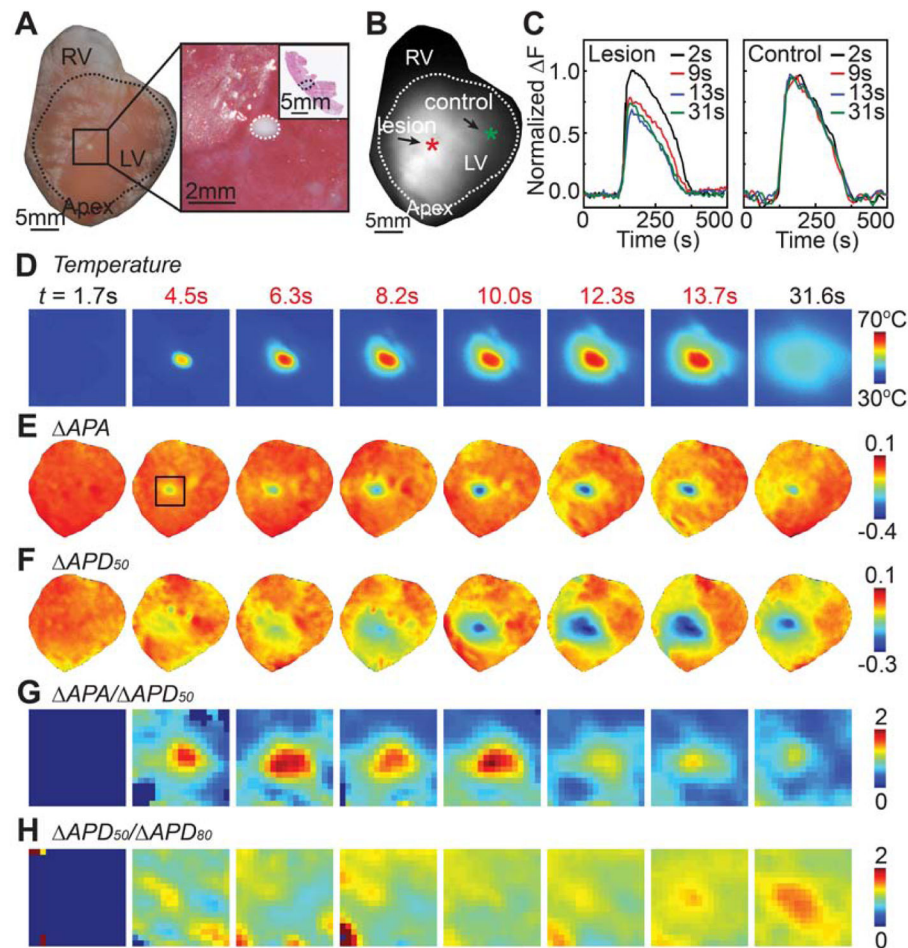 A
RV
LV
Apex
5mm
2mm
5mm
B
RV
control
lesion
*
*
LV
Apex
5mm
C
Normalized ΔF
1.0
0.5
0.0
Lesion
2s
9s
13s
31s
0 250 500
Time (s)
Control
2s
9s
13s
31s
0 250 500
Time (s)
D Temperature
t = 1.7s 4.5s 6.3s 8.2s 10.0s 12.3s 13.7s 31.6s
70°C
30°C
E ΔAPA
0.1
-0.4
F ΔAPD50
0.1
-0.3
G ΔAPA/ΔAPD50
2
0
H ΔAPD50/ΔAPD80
2
0